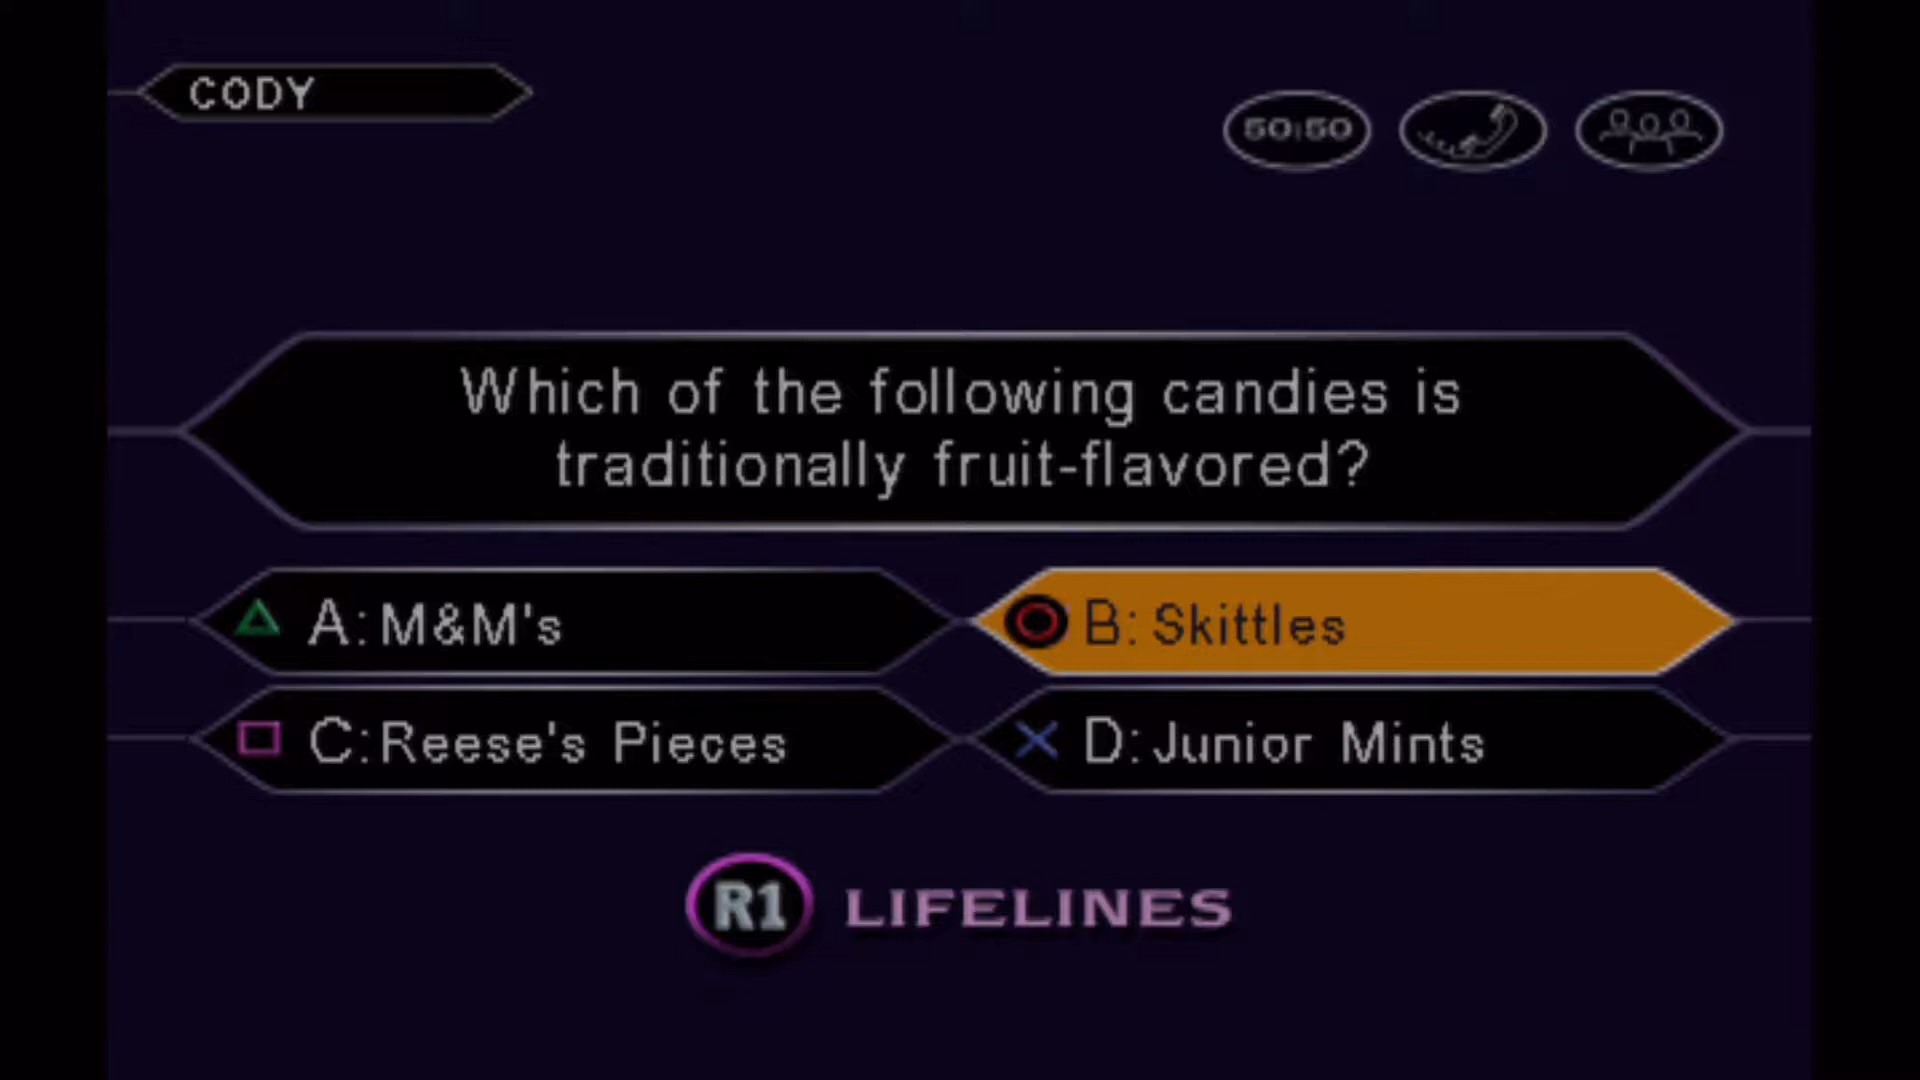 CODY
50:50
Which of the following candies is
traditionally fruit-flavored?
A: M&M's
B: Skittles
C: Reese's Pieces
D: Junior Mints
R1 LIFELINES